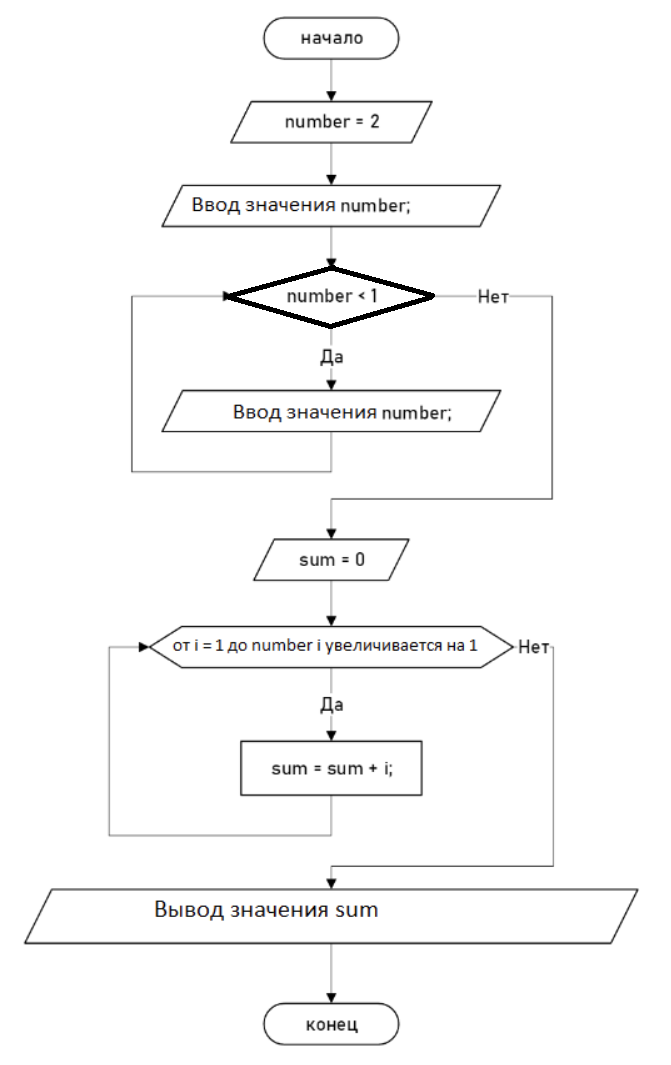 начало
number = 2
Ввод значения number;
number < 1
Нет
Да
Ввод значения number;
sum = 0
от i = 1 до number i увеличивается на 1
Нет
Да
sum = sum + i;
Вывод значения sum
конец